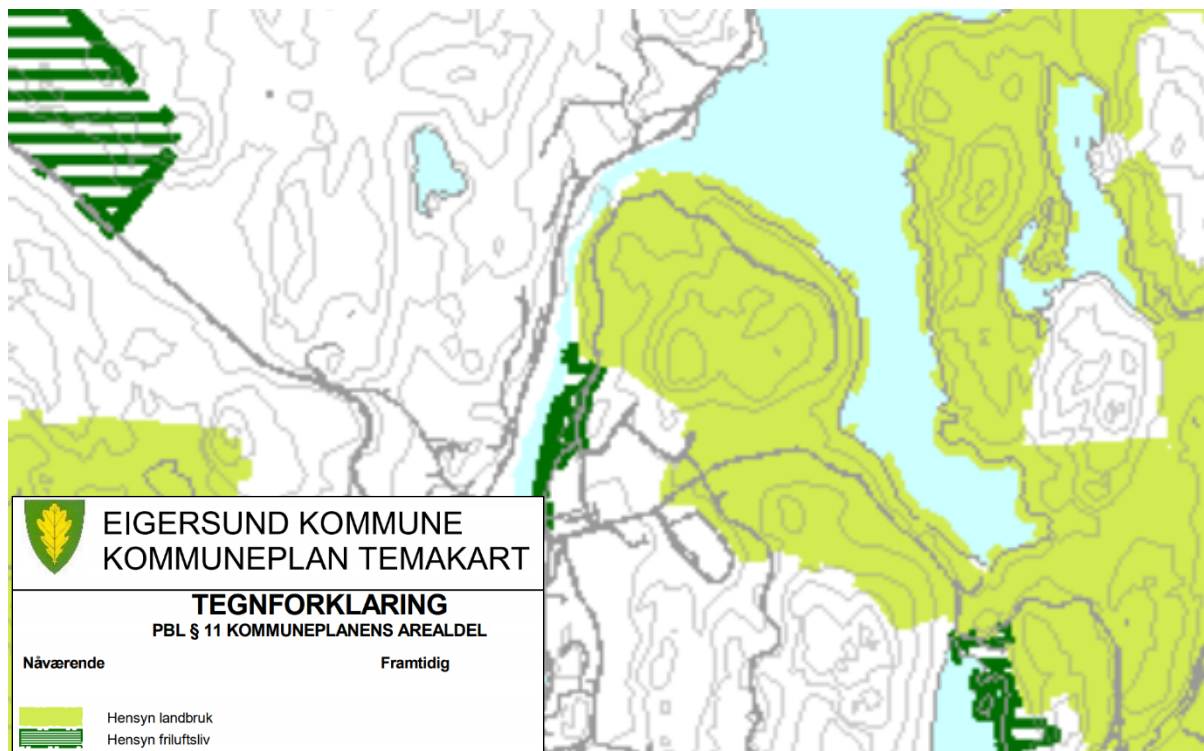 EIGERSUND KOMMUNE
KOMMUNEPLAN TEMAKART
TEGNFORKLARING
PBL § 11 KOMMUNEPLANENS AREALDEL
Nåværende Framtidig
Hensyn landbruk
Hensyn friluftsliv